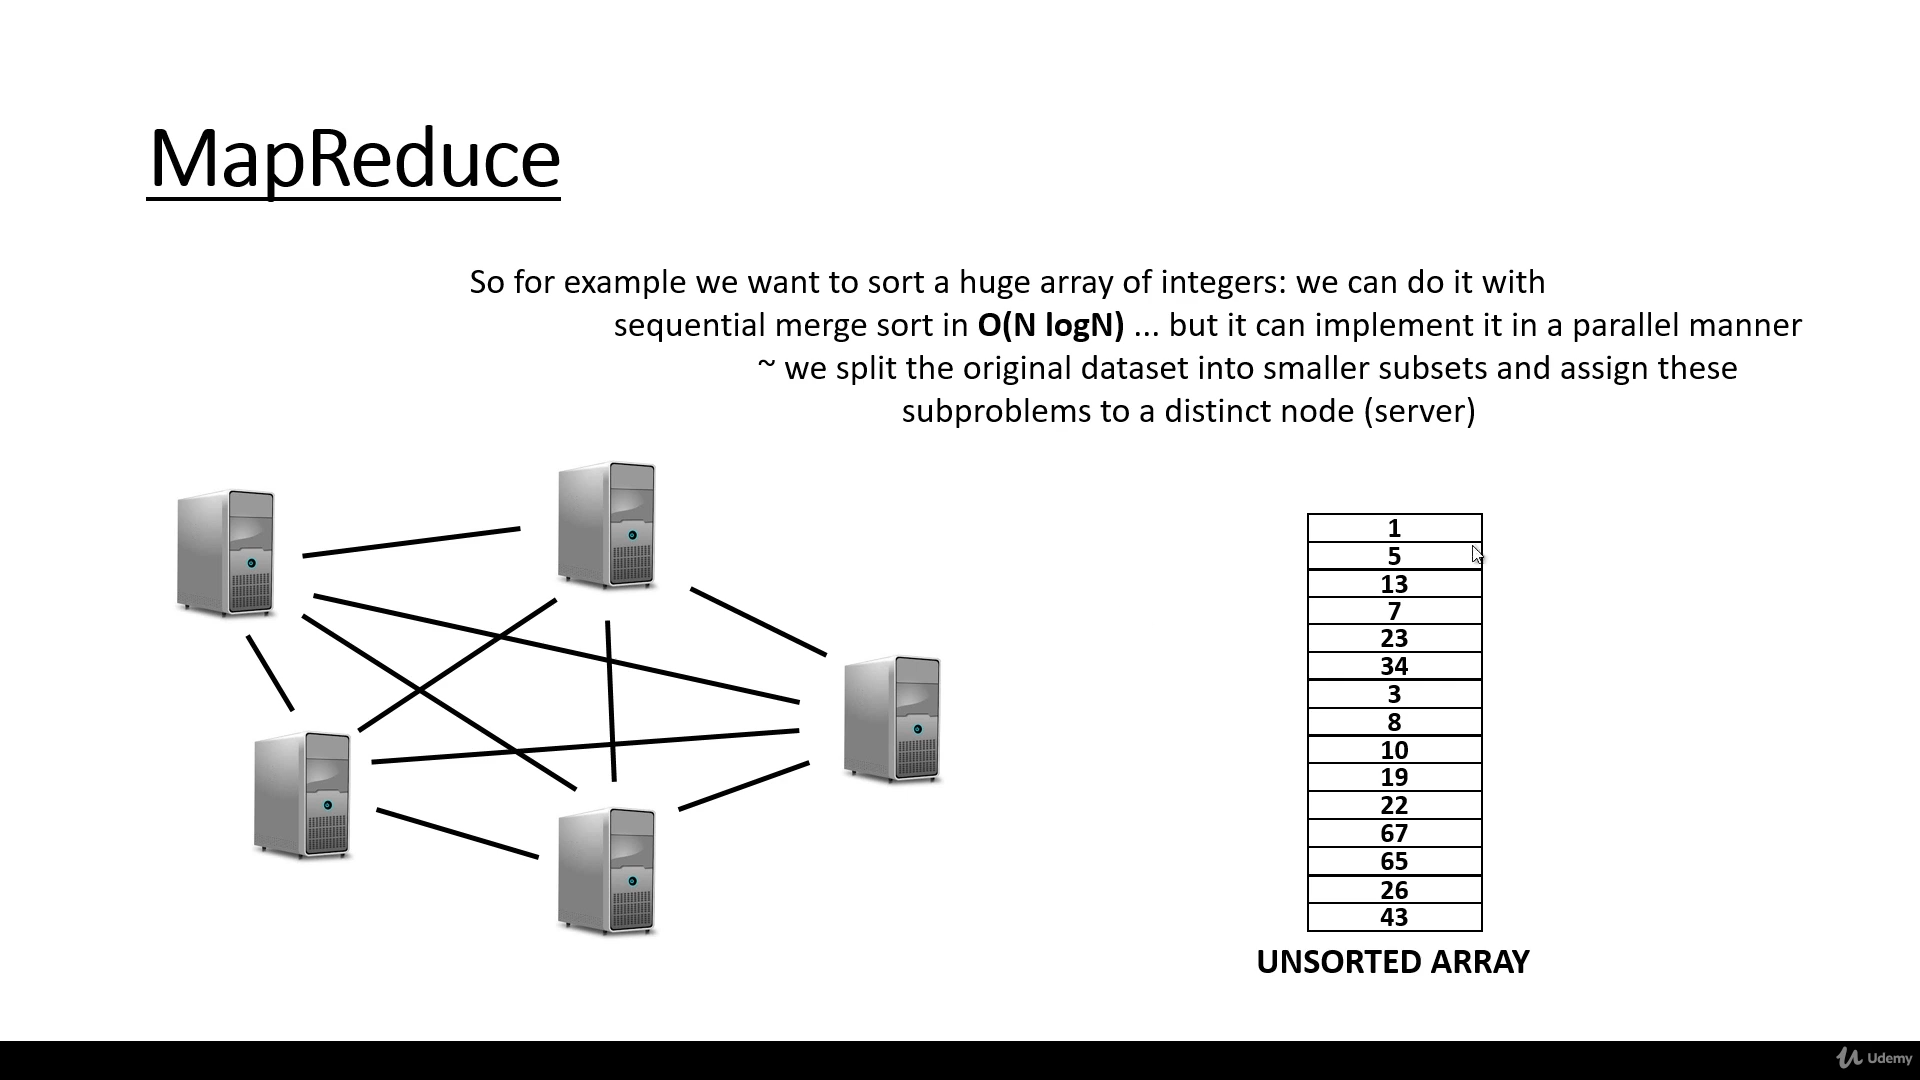 MapReduce
So for example we want to sort a huge array of integers: we can do it with
sequential merge sort in O(N logN) ... but it can implement it in a parallel manner
~ we split the original dataset into smaller subsets and assign these
subproblems to a distinct node (server)
1
5
13
7
23
34
3
8
10
19
22
67
65
26
43
UNSORTED ARRAY
Udemy